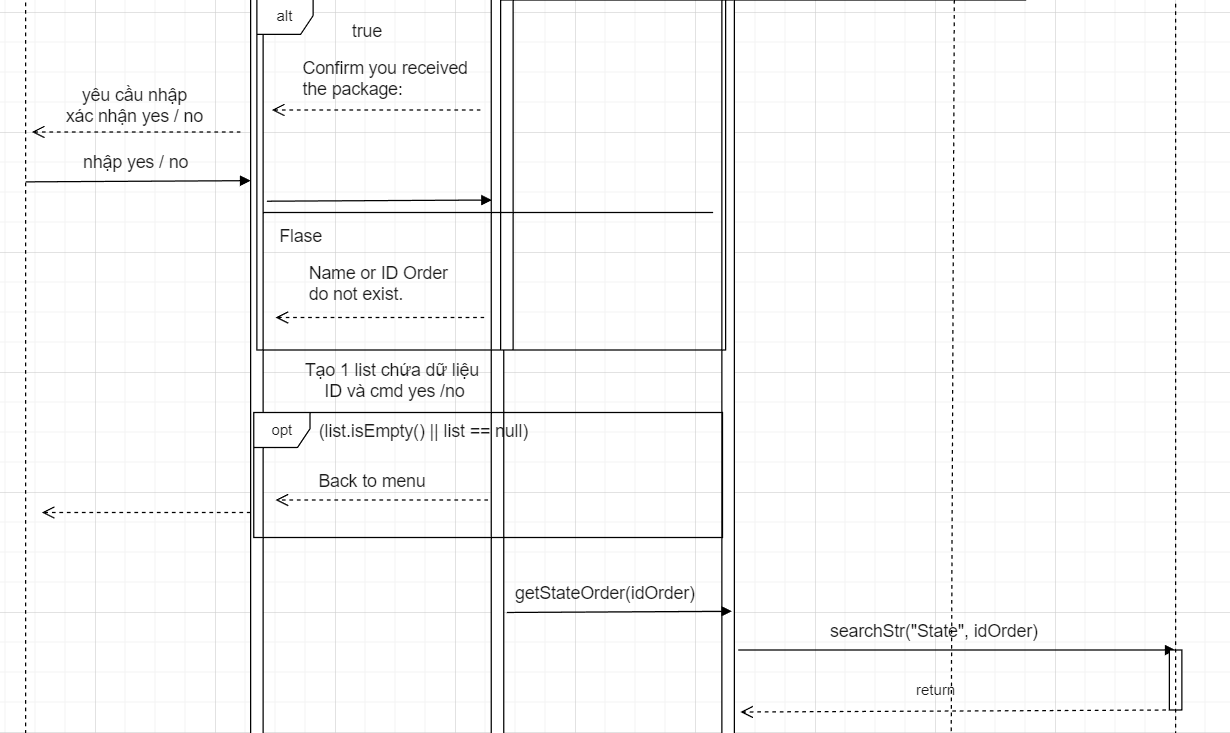 alt
true
Confirm you received
the package:
yêu cầu nhập
xác nhận yes / no
nhập yes / no
Flase
Name or ID Order
do not exist.
Tạo 1 list chứa dữ liệu
ID và cmd yes /no
opt
(list.isEmpty() || list == null)
Back to menu
getStateOrder(idOrder)
searchStr("State", idOrder)
return